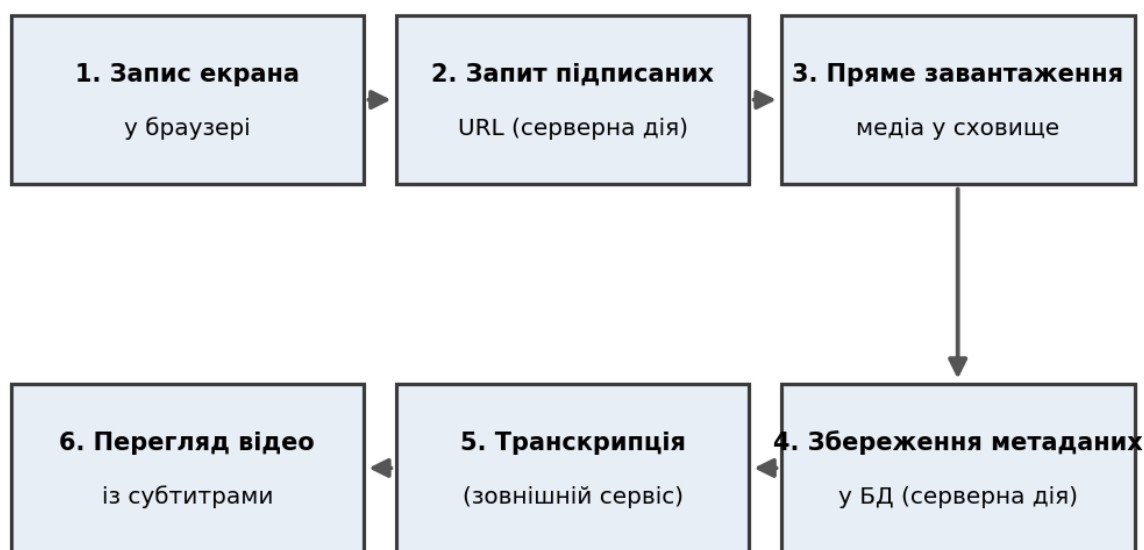 1. Запис екрана
у браузері
2. Запит підписаних
URL (серверна дія)
3. Пряме завантаження
медіа у сховище
4. Збереження метаданих
у БД (серверна дія)
5. Транскрипція
(зовнішній сервіс)
6. Перегляд відео
із субтитрами